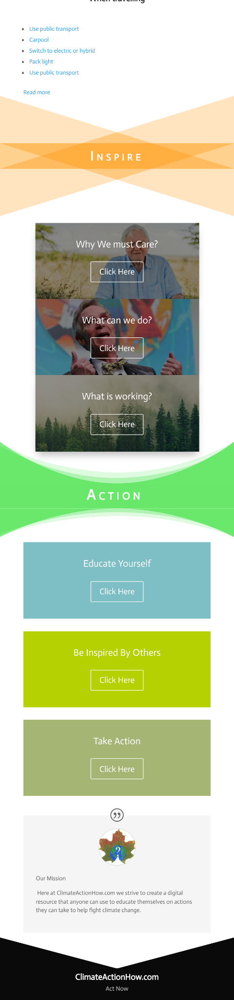 When travelling
Use public transport
Carpool
Switch to electric or hybrid
Pack light
Use public transport
Read more
INSPIRE
Why We must Care?
Click Here
What can we do?
Click Here
What is working?
Click Here
ACTION
Educate Yourself
Click Here
Be Inspired By Others
Click Here
Take Action
Click Here
?
Our Mission
Here at ClimateActionHow.com we strive to create a digital
resource that anyone can use to educate themselves on actions
they can take to help fight climate change.
ClimateActionHow.com
Act Now